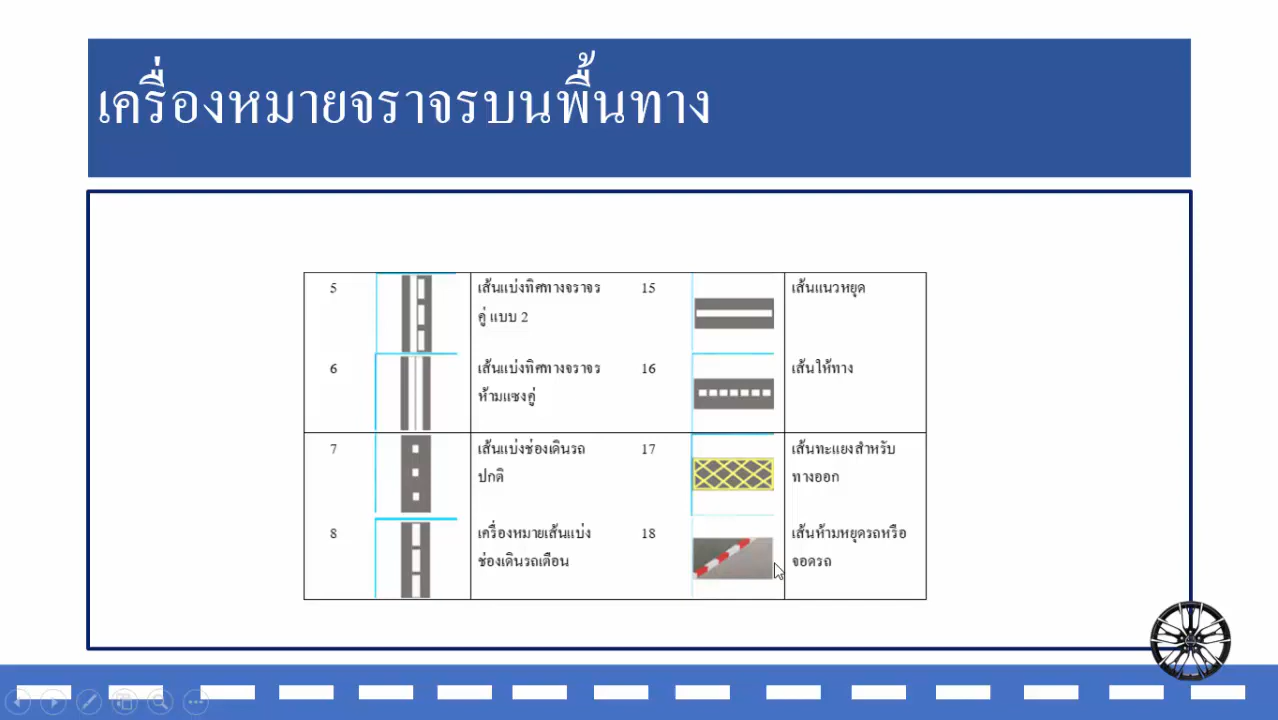 เครื่องหมายจราจรบนพื้นทาง
5
เส้นแบ่งทิศทางจราจร
คู่ แบบ 2
15
เส้นแนวหยุด
6
เส้นแบ่งทิศทางจราจร
ห้ามแซงคู่
16
เส้นให้ทาง
7
เส้นแบ่งช่องเดินรถ
ปกติ
17
เส้นทะแยงสำหรับ
ทางออก
8
เครื่องหมายเส้นแบ่ง
ช่องเดินรถเตือน
18
เส้นห้ามหยุดรถหรือ
จอดรถ